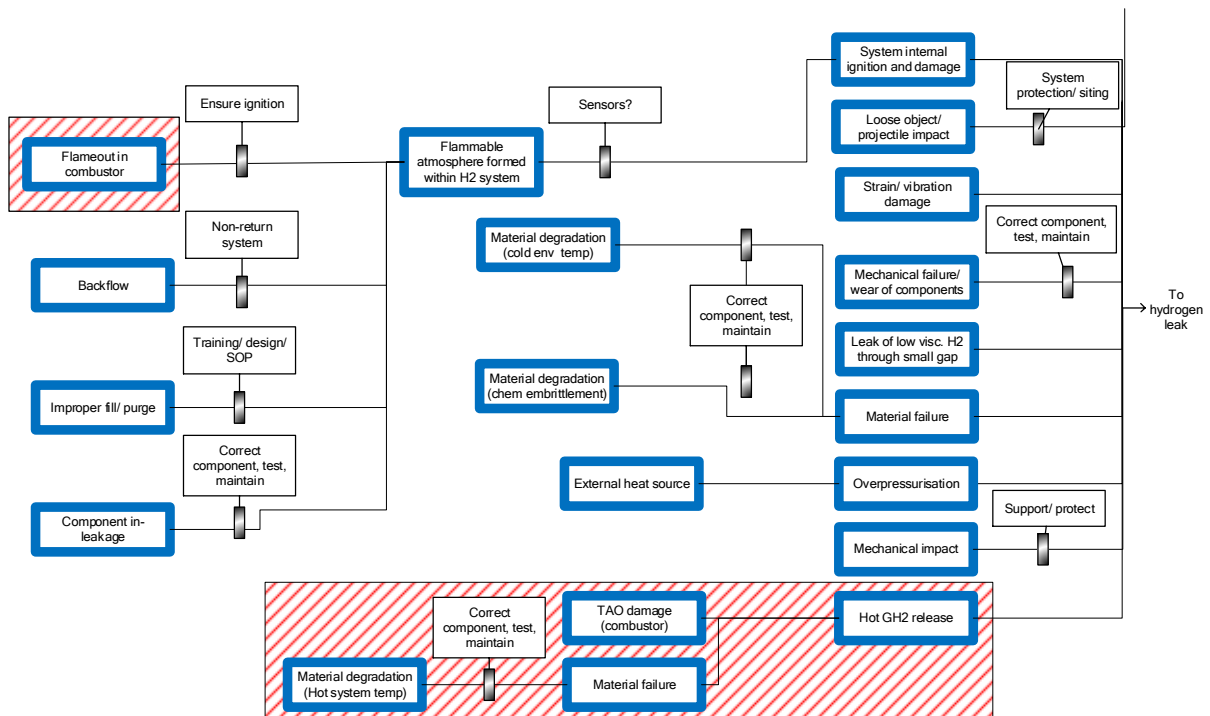 System internal
ignition and damage
System
protection/ siting
Ensure ignition
Sensors?
Loose object/
projectile impact
Flameout in
combustor
Flammable
atmosphere formed
within H2 system
Strain/ vibration
damage
Non-return
system
Material degradation
(cold env temp)
Correct component,
test, maintain
Backflow
Mechanical failure/
wear of components
Correct
component, test,
maintain
To
hydrogen
leak
Training/ design/
SOP
Leak of low visc. H2
through small gap
Improper fill/ purge
Material degradation
(chem embrittlement)
Material failure
Correct
component, test,
maintain
External heat source
Overpressurisation
Component in-
leakage
Support/ protect
Mechanical impact
Correct
component, test,
maintain
TAO damage
(combustor)
Hot GH2 release
Material degradation
(Hot system temp)
Material failure